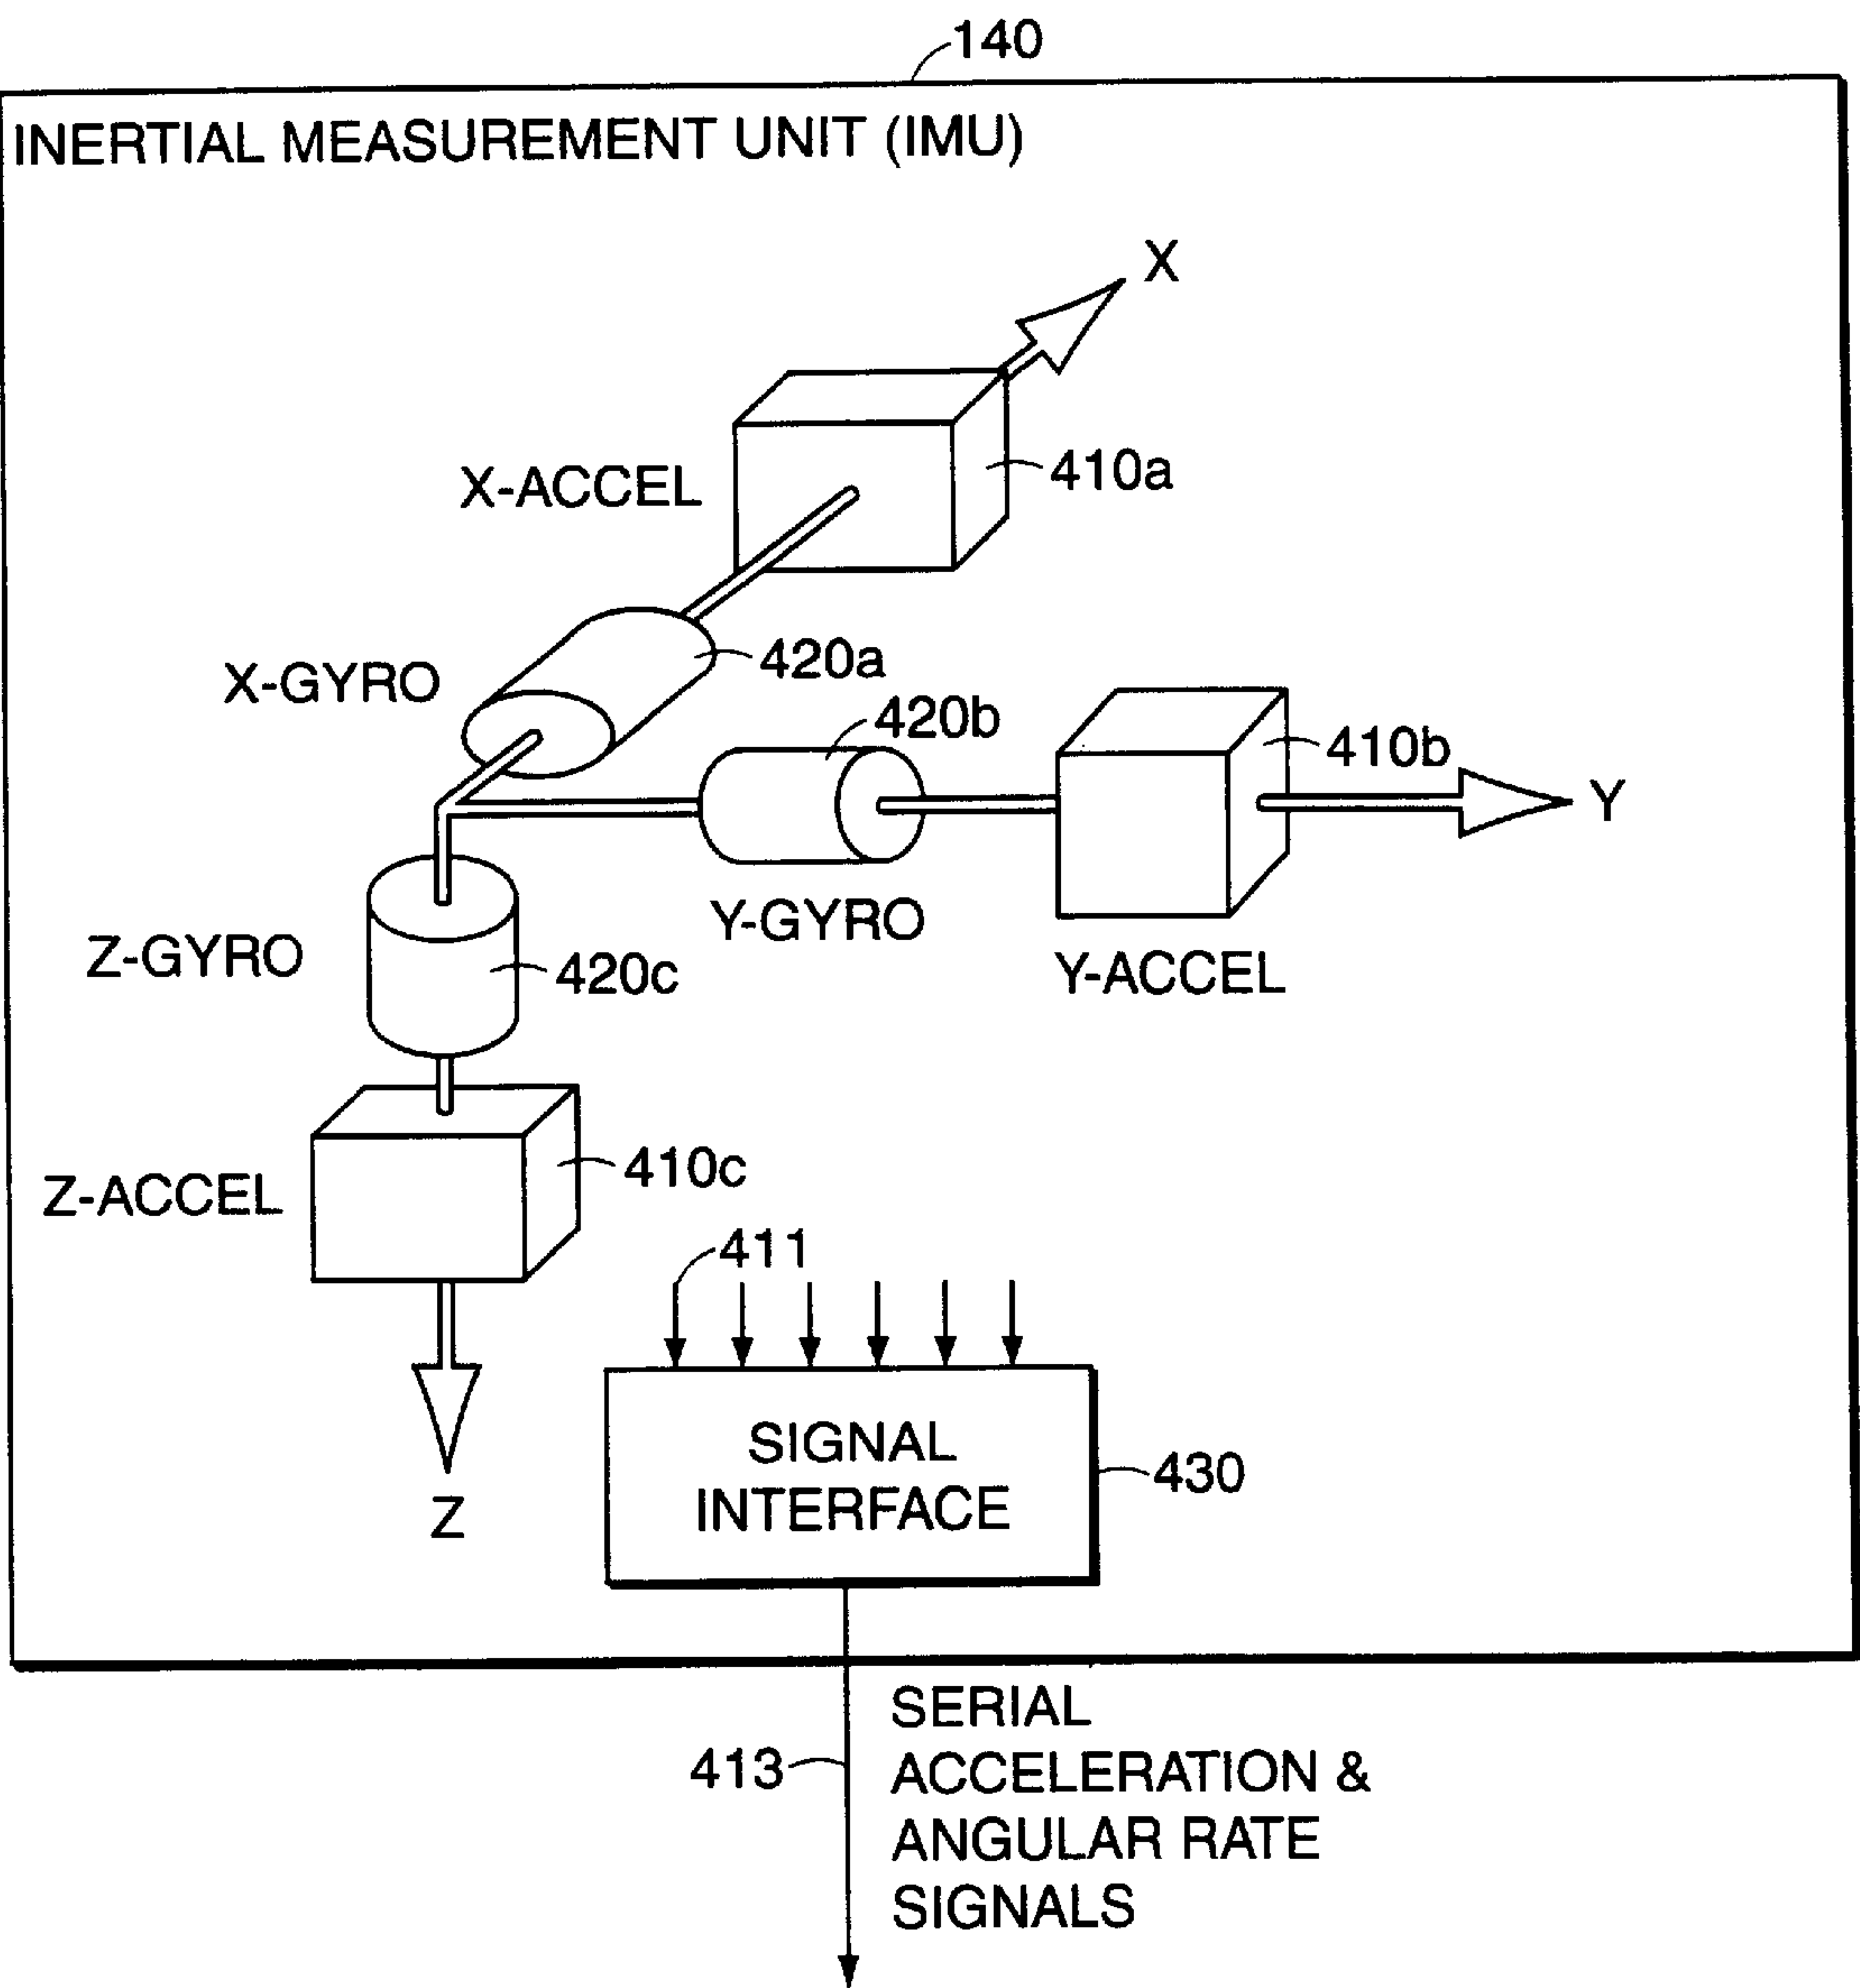 140
INERTIAL MEASUREMENT UNIT (IMU)
X
X-ACCEL
410a
X-GYRO
420a
420b
410b
Y
Y-GYRO
Z-GYRO
420c
Y-ACCEL
Z-ACCEL
410c
411
SIGNAL
INTERFACE
430
Z
413
SERIAL
ACCELERATION &
ANGULAR RATE
SIGNALS